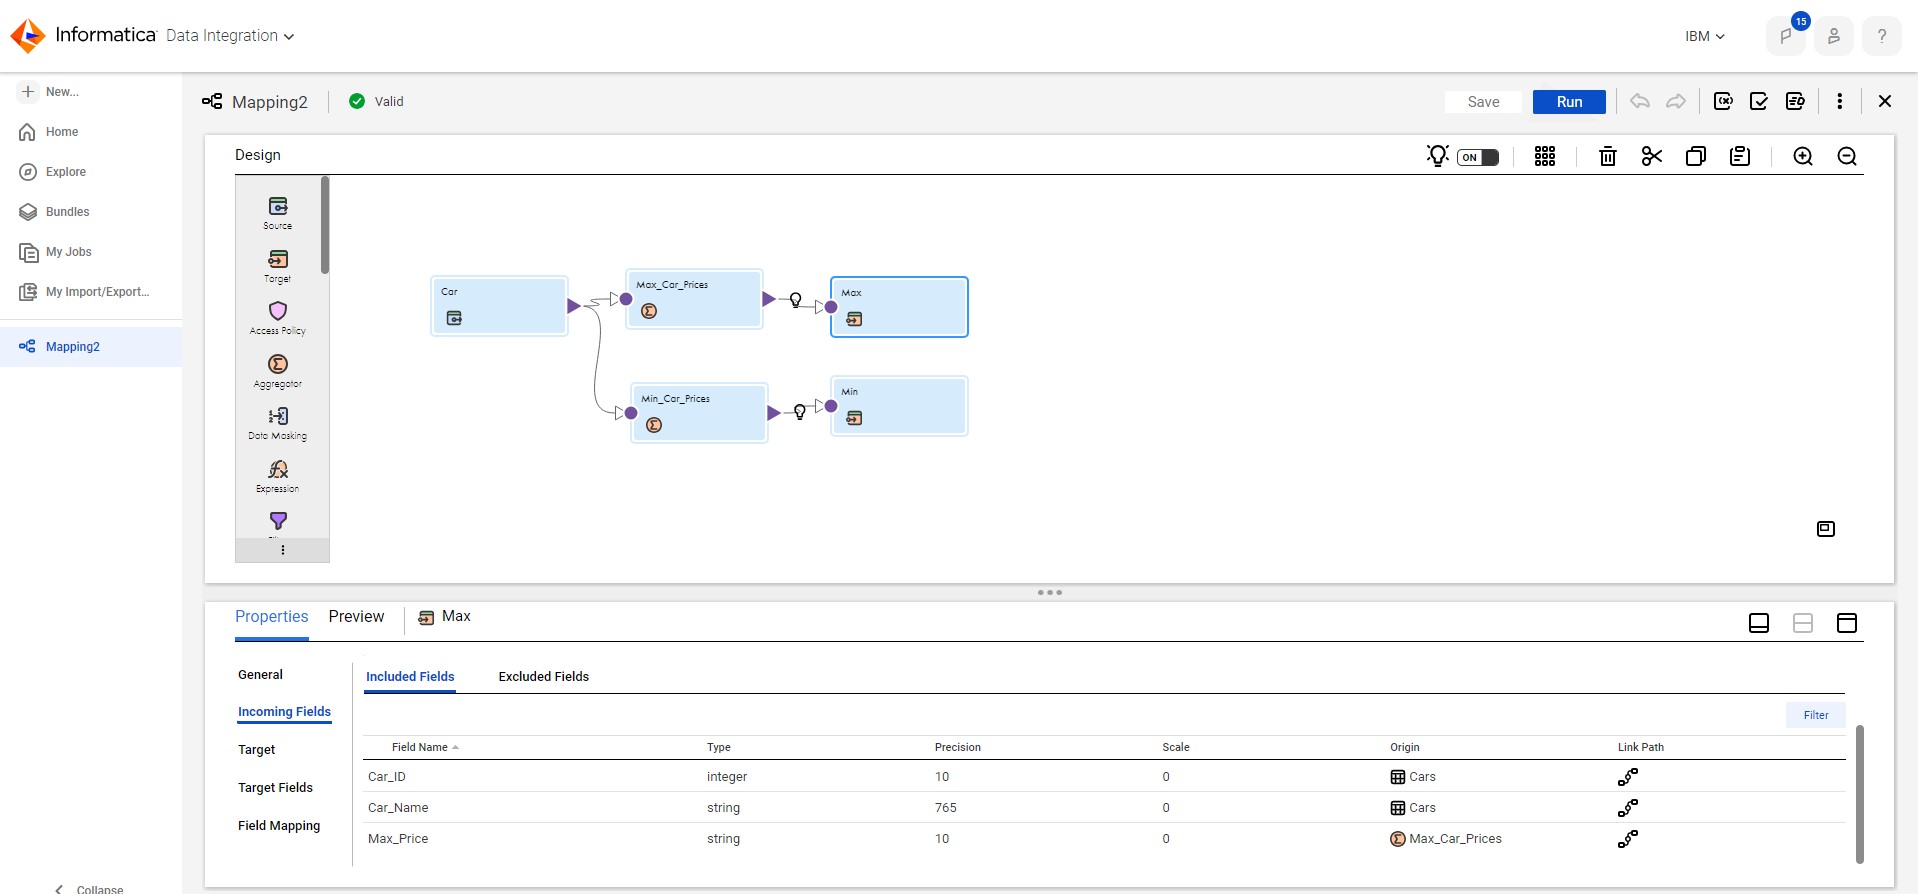 Informatica Data Integration
IBM
15
?
New...
Home
Explore
Bundles
My Jobs
My Import/Export...
Mapping2
Collapse
Mapping2
Valid
Save
Run
Design
ON
Source
Target
Access Policy
Aggregator
Data Masking
Expression
Car
Max_Car_Prices
Max
Min_Car_Prices
Min
Properties Preview Max
General
Incoming Fields
Target
Target Fields
Field Mapping
Included Fields Excluded Fields
Filter
Field Name Type Precision Scale Origin Link Path
Car_ID integer 10 0 Cars
Car_Name string 765 0 Cars
Max_Price string 10 0 Max_Car_Prices